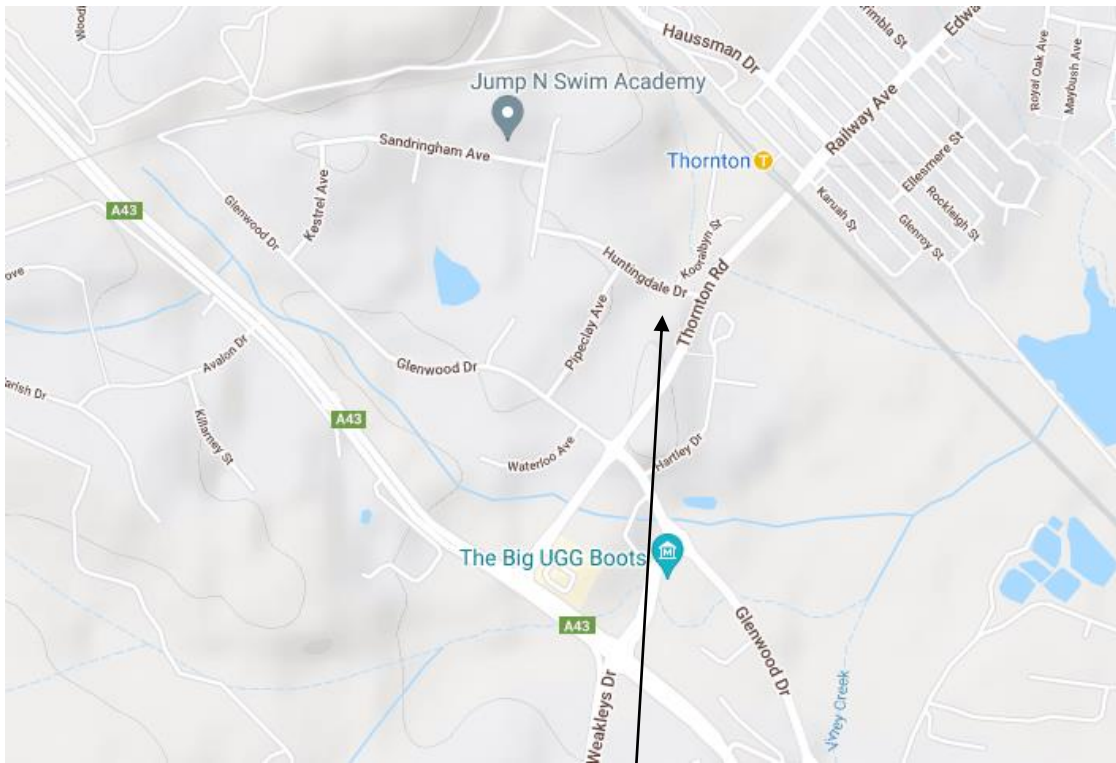 Haussman Dr
Railway Ave
Royal Oak Ave
Maybush Ave
Jump N Swim Academy
Sandringham Ave
Thornton T
Ellesmere St
Rockleigh St
Karuah St
Glenroy St
Kestrel Ave
Glenwood Dr
A43
Kooralbyn St
Huntingdale Dr
Thornton Rd
Pipeclay Ave
Avalon Dr
Glenwood Dr
A43
Killarney St
Waterloo Ave
Hartley Dr
The Big UGG Boots
M
A43
Glenwood Dr
Weakleys Dr
Creek